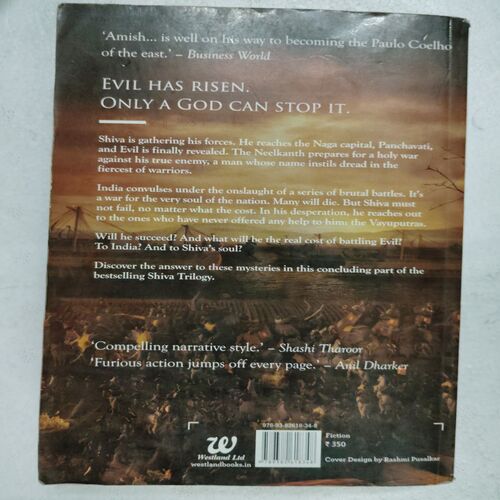 ‘Amish... is well on his way to becoming the Paulo Coelho
of the east.’ – Business World
EVIL HAS RISEN.
ONLY A GOD CAN STOP IT.
Shiva is gathering his forces. He reaches the Naga capital, Panchavati,
and Evil is finally revealed. The Neelkanth prepares for a holy war
against his true enemy, a man whose name instils dread in the
fiercest of warriors.
India convulses under the onslaught of a series of brutal battles. It’s
a war for the very soul of the nation. Many will die. But Shiva must
not fail, no matter what the cost. In his desperation, he reaches out
to the ones who have never offered any help to him: the Vayuputras.
Will he succeed? And what will be the real cost of battling Evil?
To India? And to Shiva’s soul?
Discover the answer to these mysteries in this concluding part of the
bestselling Shiva Trilogy.
‘Compelling narrative style.’ – Shashi Tharoor
‘Furious action jumps off every page.’ – Anil Dharker
978-93-82618-34-8
Fiction
₹ 350
Westland Ltd
westlandbooks.in
Cover Design by Rashmi Pusalkar